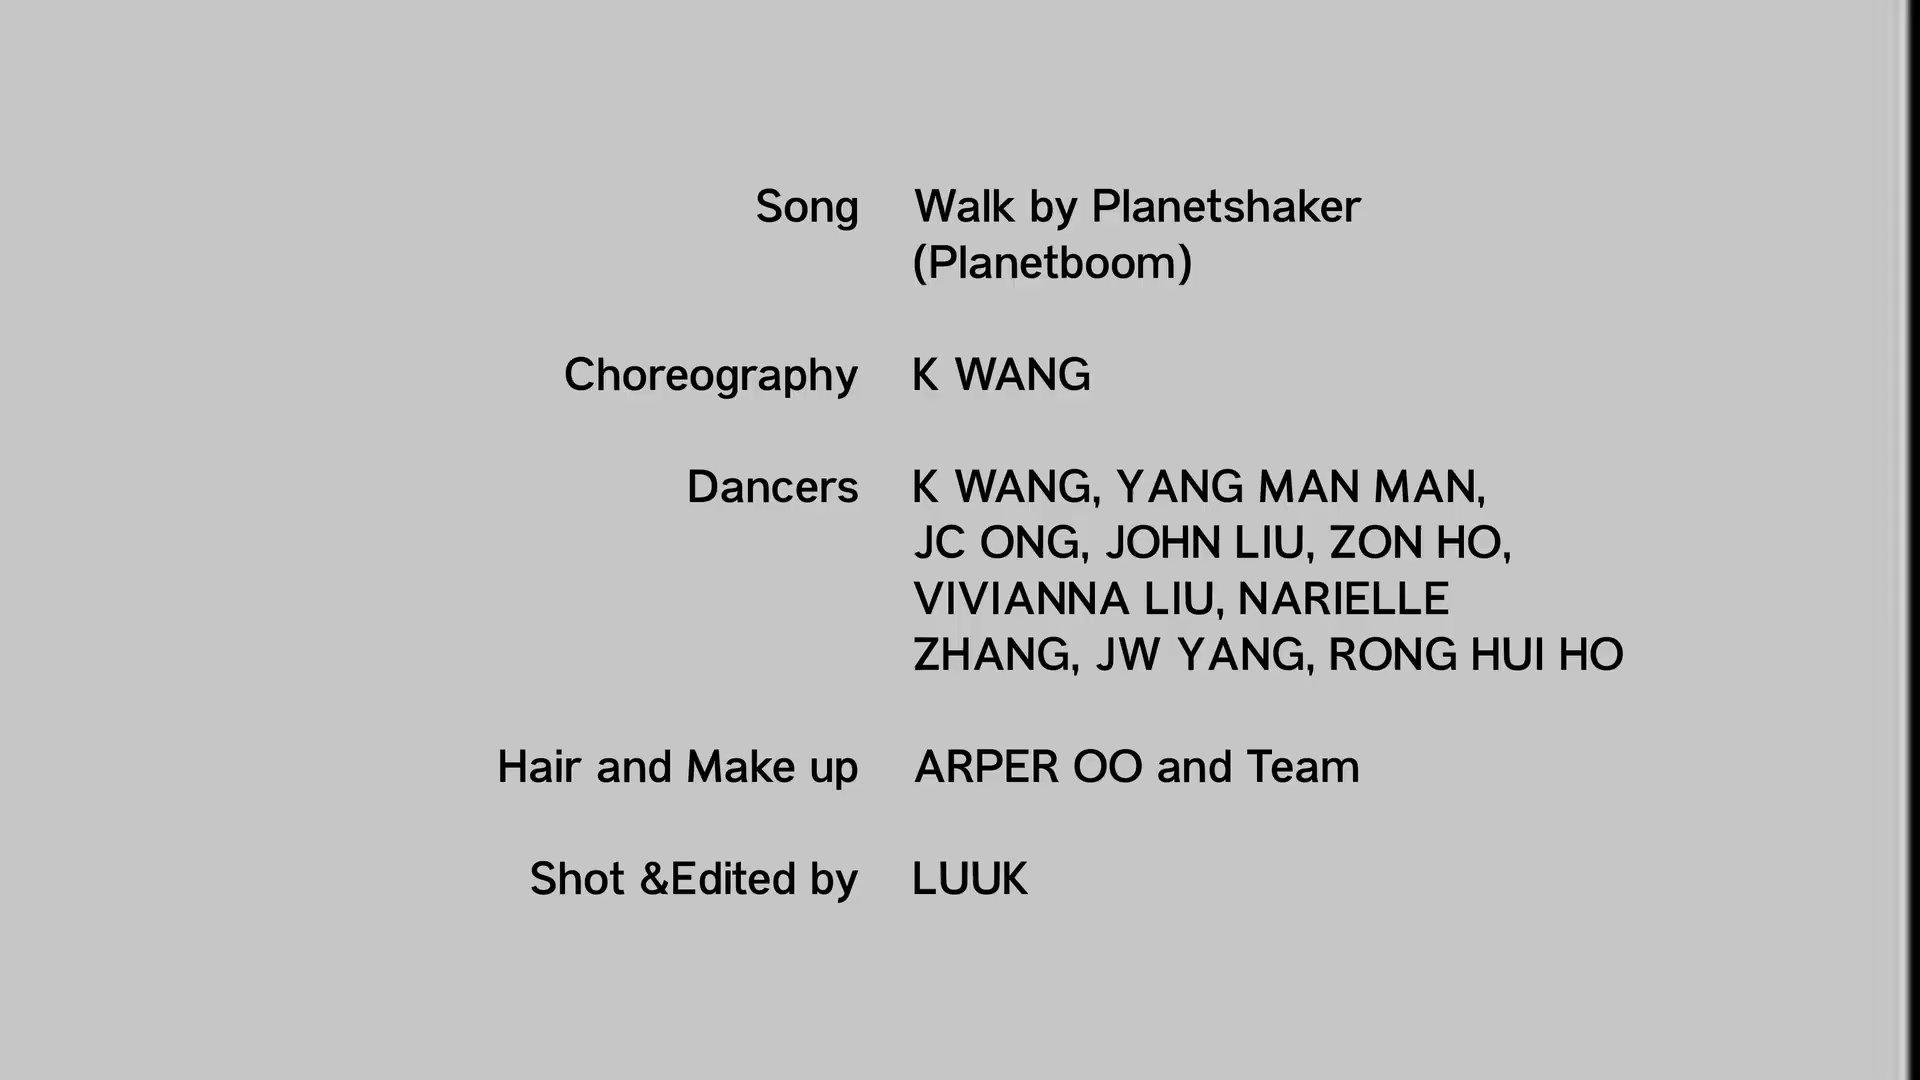 Song Walk by Planetshaker
(Planetboom)
Choreography K WANG
Dancers K WANG, YANG MAN MAN,
JC ONG, JOHN LIU, ZON HO,
VIVIANNA LIU, NARIELLE
ZHANG, JW YANG, RONG HUI HO
Hair and Make up ARPER OO and Team
Shot &Edited by LUUK